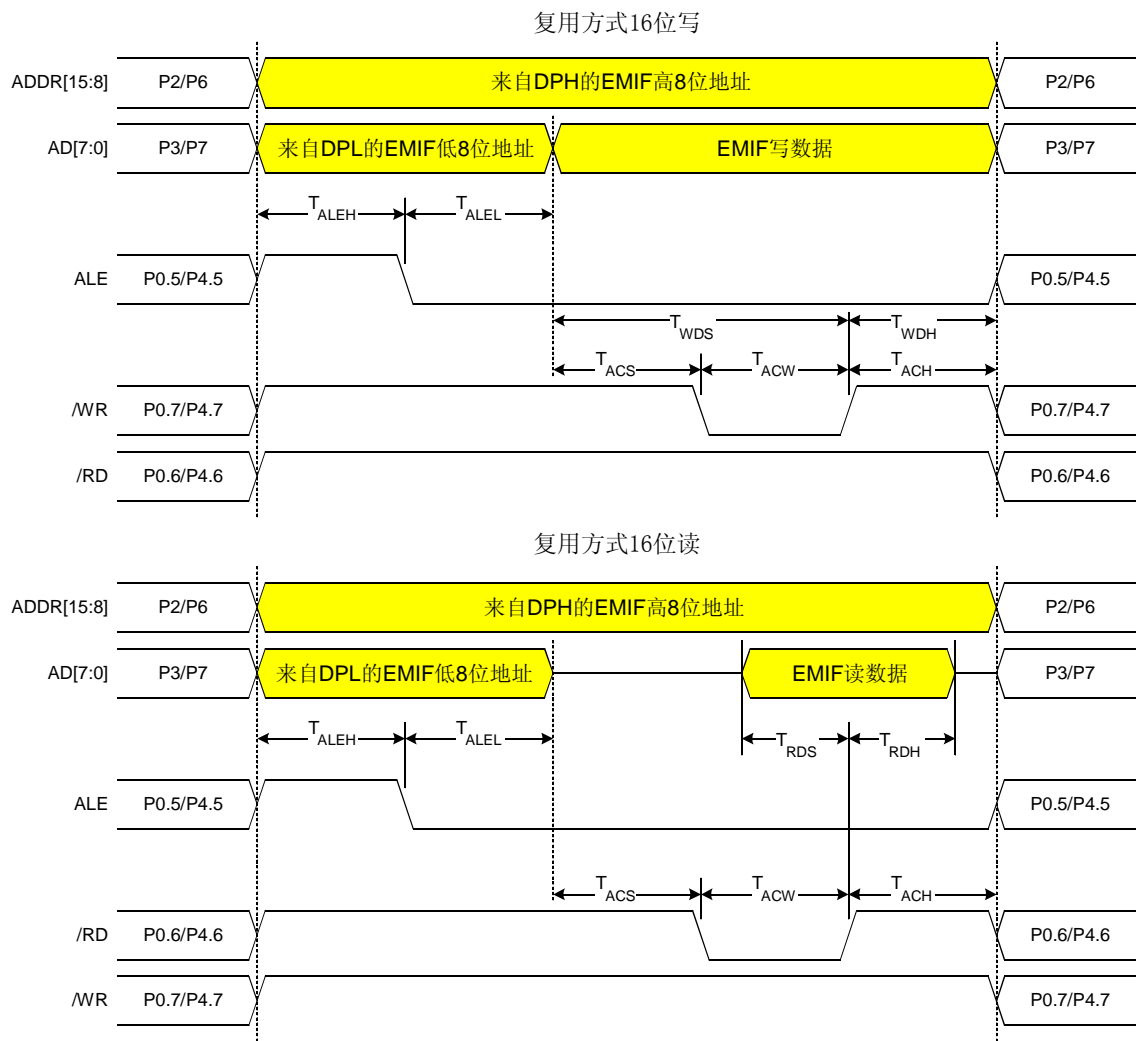 复用方式16位写
ADDR[15:8] P2/P6 来自DPH的EMIF高8位地址 P2/P6
AD[7:0] P3/P7 来自DPL的EMIF低8位地址 EMIF写数据 P3/P7
TALEH TALEL
ALE P0.5/P4.5 P0.5/P4.5
TWDS TWDH
TACS TACW TACH
/WR P0.7/P4.7 P0.7/P4.7
/RD P0.6/P4.6 P0.6/P4.6
复用方式16位读
ADDR[15:8] P2/P6 来自DPH的EMIF高8位地址 P2/P6
AD[7:0] P3/P7 来自DPL的EMIF低8位地址 EMIF读数据 P3/P7
TALEH TALEL TRDS TRDH
ALE P0.5/P4.5 P0.5/P4.5
TACS TACW TACH
/RD P0.6/P4.6 P0.6/P4.6
/WR P0.7/P4.7 P0.7/P4.7